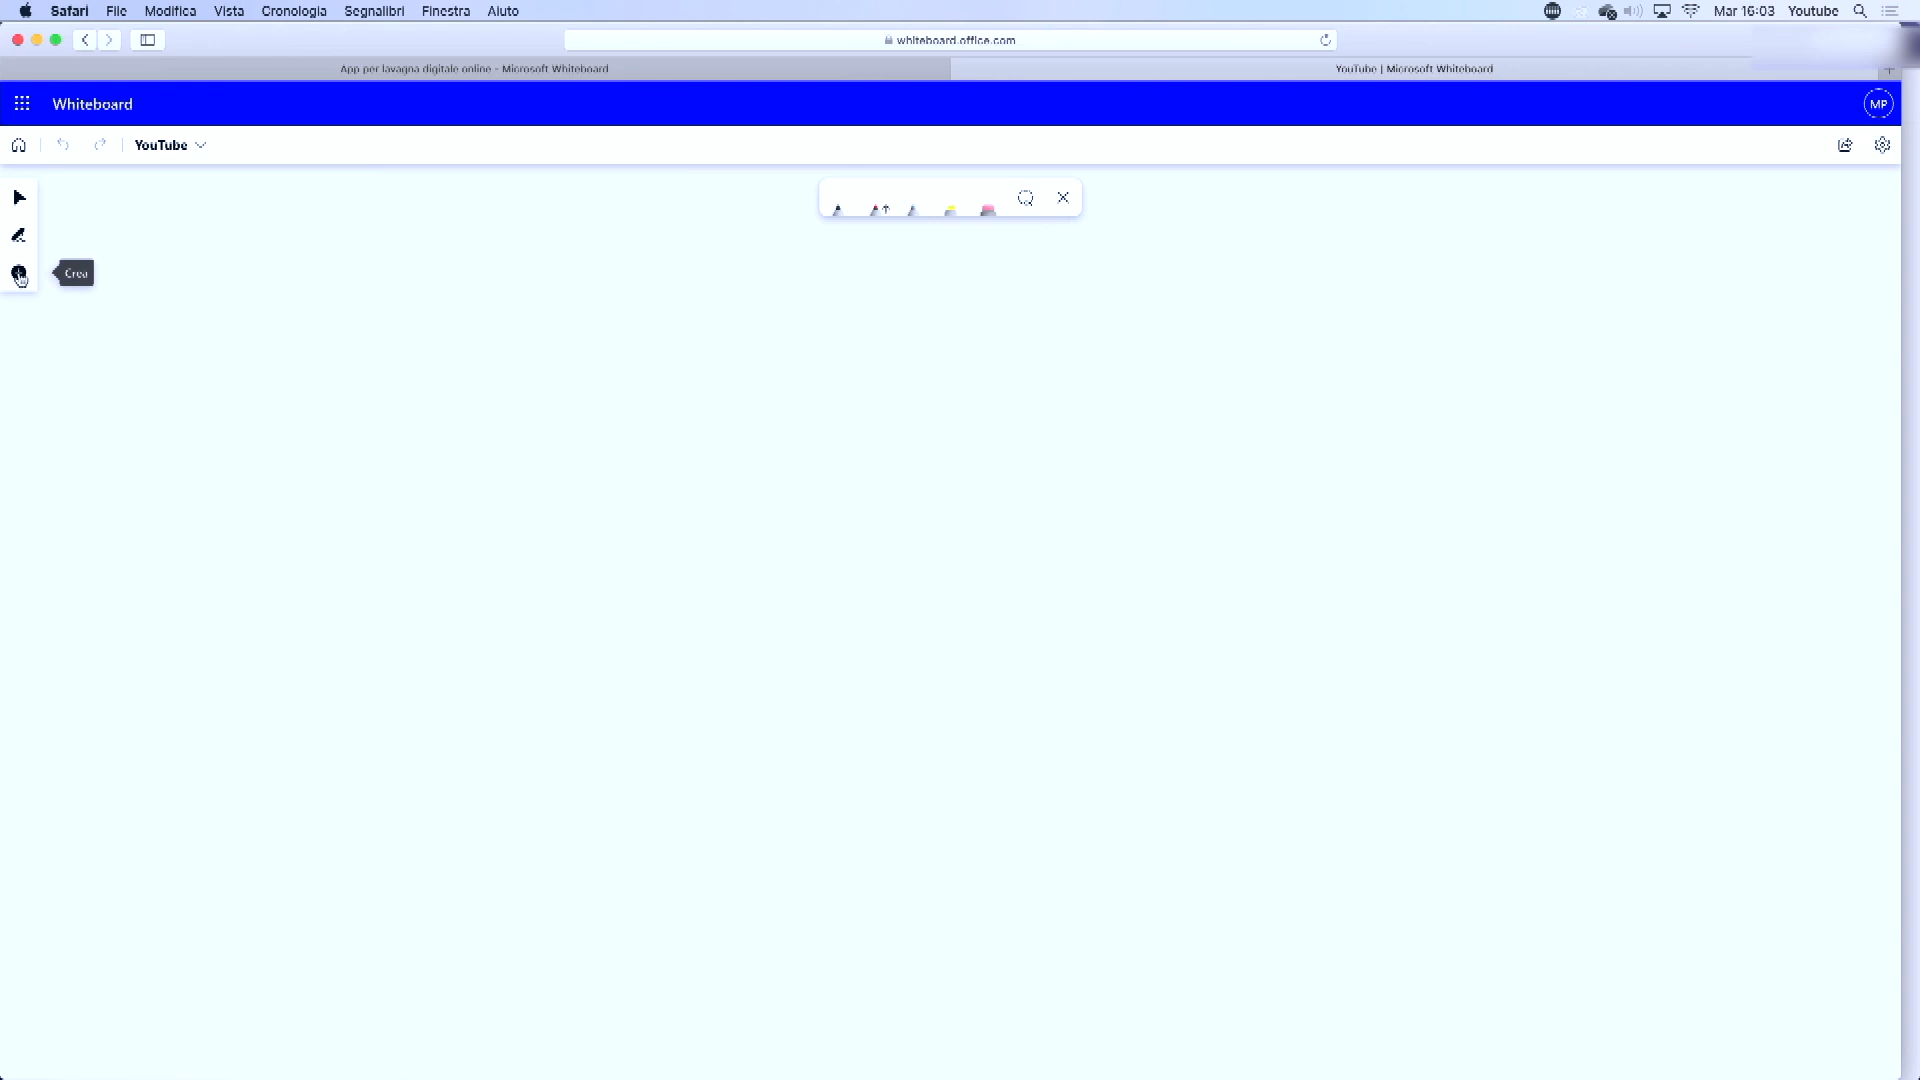 Safari File Modifica Vista Cronologia Segnalibri Finestra Aiuto Mar 16:03 Youtube
whiteboard.office.com
App per lavagna digitale online - Microsoft Whiteboard YouTube | Microsoft Whiteboard
Whiteboard MP
YouTube
Crea